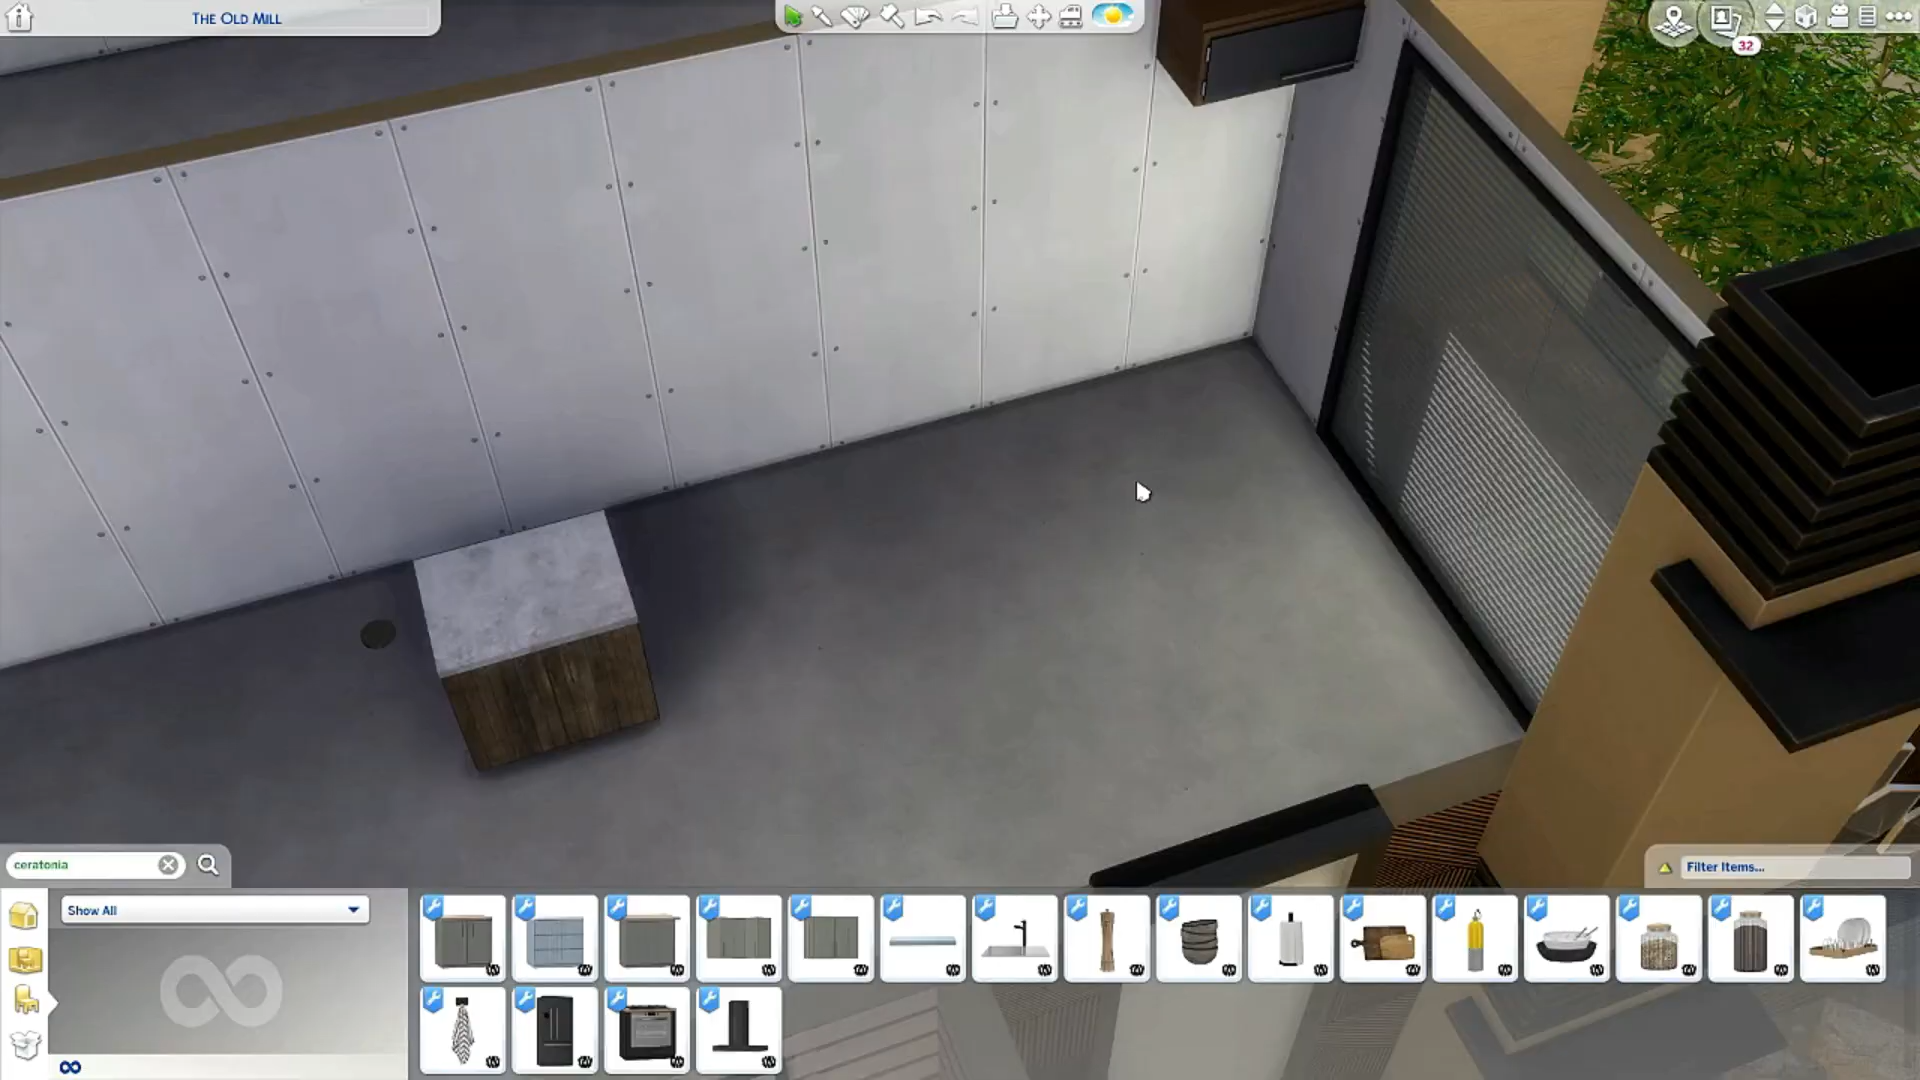 THE OLD MILL
32
ceratonia
Filter Items...
Show All